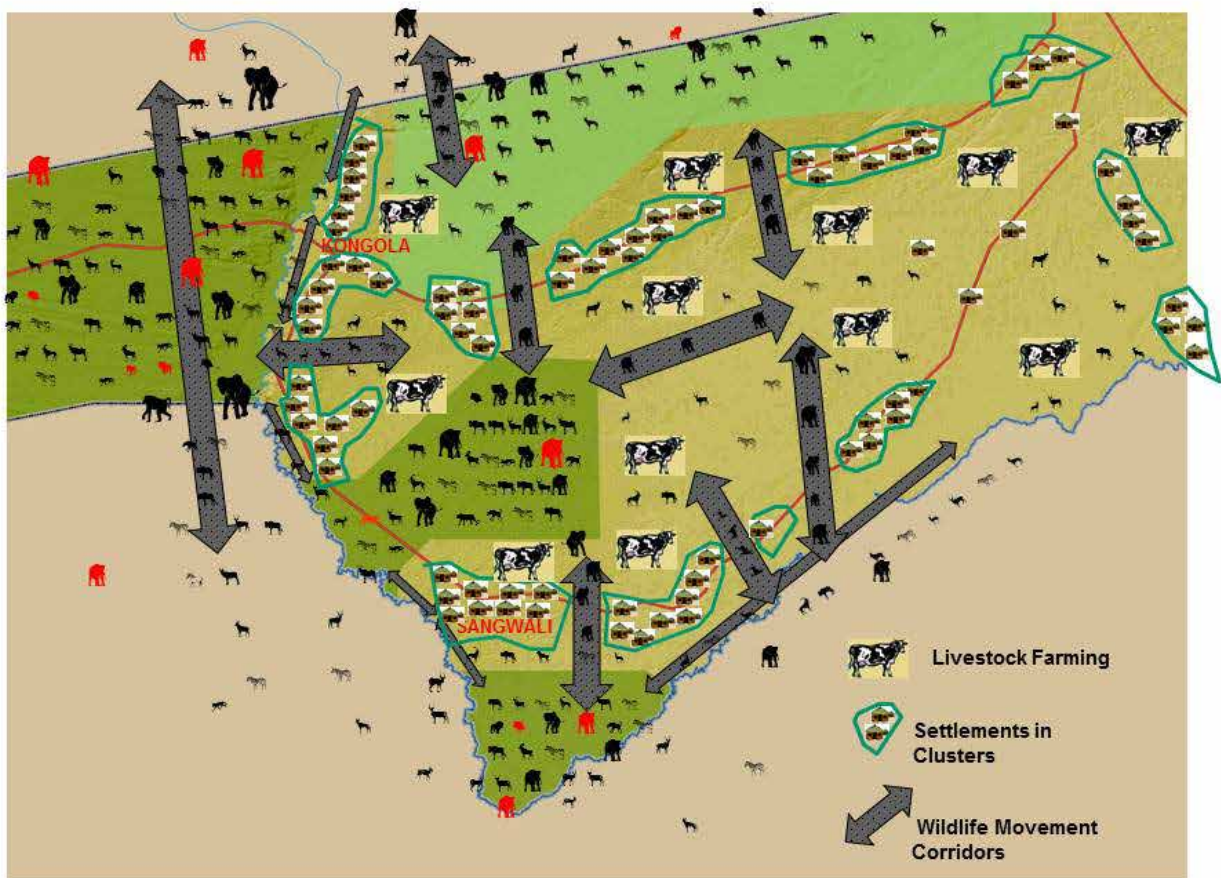 KONGOLA
SANGWALI
Livestock Farming
Settlements in
Clusters
Wildlife Movement
Corridors